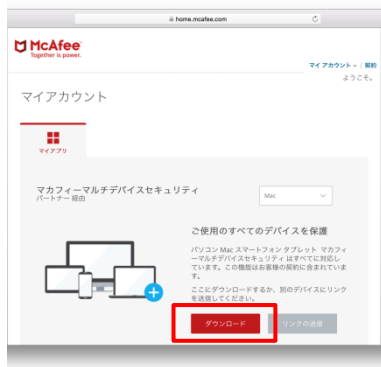 home.mcafee.com
McAfee
Together is power.
マイ アカウント
契約
ようこそ。
マイアカウント
マイアプリ
マカフィーマルチデバイスセキュリティ
パートナー 経由
Mac
ご使用のすべてのデバイスを保護
パソコン Mac スマートフォン タブレット マカフィ
ーマルチデバイスセキュリティ はすべてに対応し
ています。この機能はお客様の契約に含まれていま
す。
ここにダウンロードするか、別のデバイスにリンク
を送信してください。
ダウンロード
リンクの送信